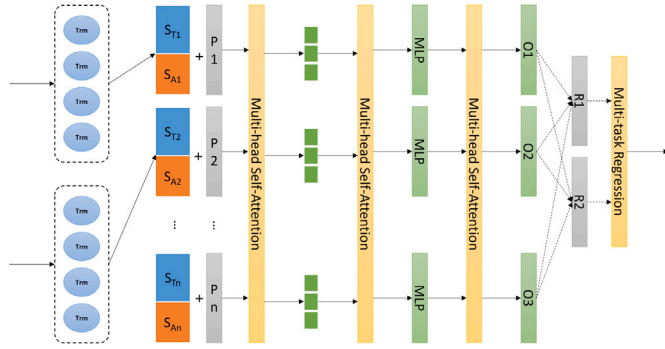 Trm
Trm
Trm
Trm
Trm
Trm
Trm
Trm
S_T1
S_A1
+
P 1
S_T2
S_A2
+
P 2
...
...
S_Tn
S_An
+
P n
Multi-head Self-Attention
Multi-head Self-Attention
MLP
MLP
MLP
Multi-head Self-Attention
O1
O2
O3
R1
R2
Multi-task Regression